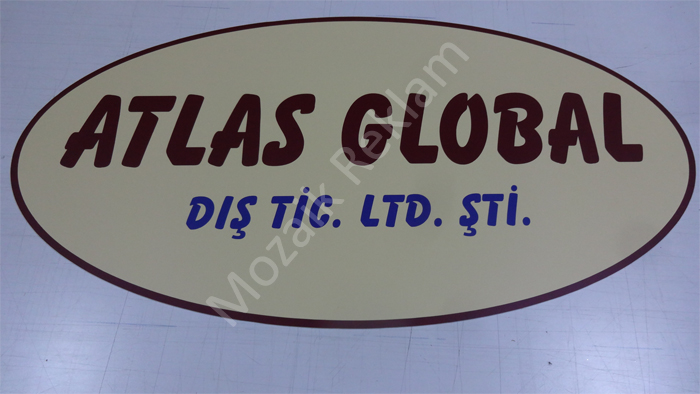 ATLAS GLOBAL
DIŞ TİC. LTD. ŞTİ.
Mozaik Reklam